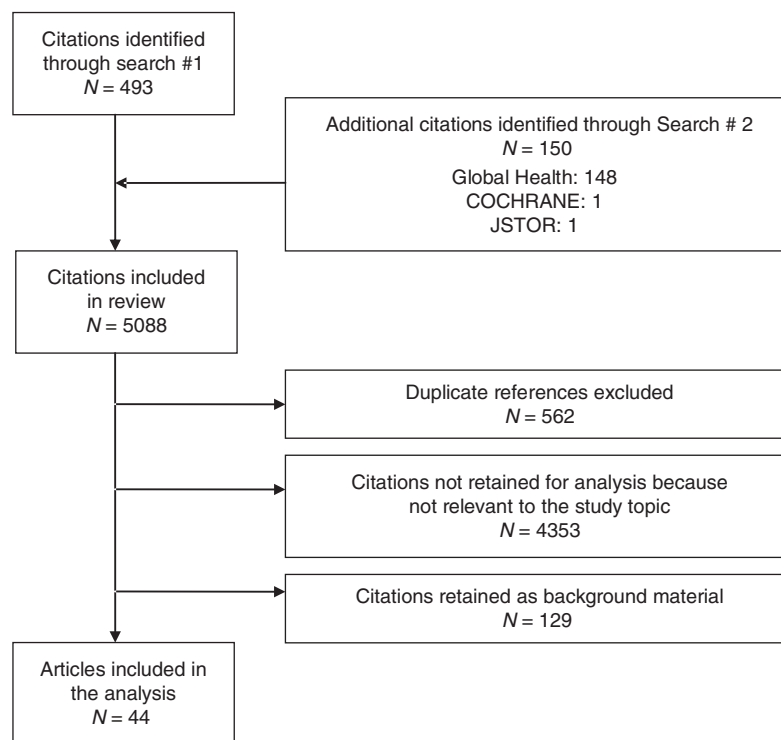 Citations identified
through search #1
N = 493
Additional citations identified through Search # 2
N = 150
Global Health: 148
COCHRANE: 1
JSTOR: 1
Citations included
in review
N = 5088
Duplicate references excluded
N = 562
Citations not retained for analysis because
not relevant to the study topic
N = 4353
Citations retained as background material
N = 129
Articles included in
the analysis
N = 44